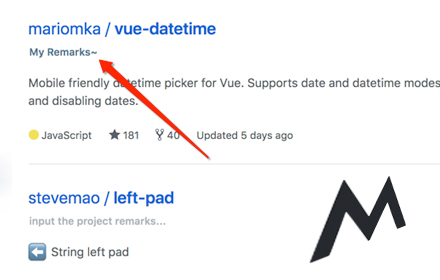 mariomka / vue-datetime
My Remarks~
Mobile friendly datetime picker for Vue. Supports date and datetime modes
and disabling dates.
JavaScript 181 40 Updated 5 days ago
stevemao / left-pad
input the project remarks...
String left pad